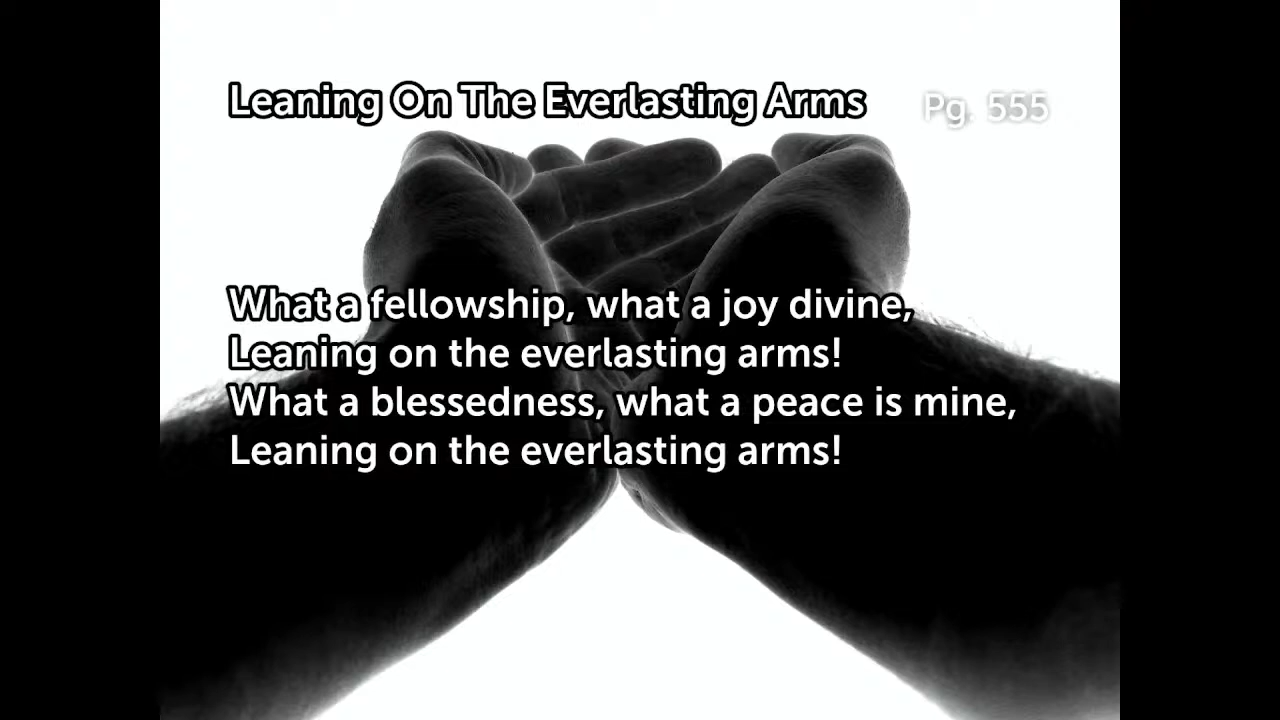 Leaning On The Everlasting Arms Pg. 555
What a fellowship, what a joy divine,
Leaning on the everlasting arms!
What a blessedness, what a peace is mine,
Leaning on the everlasting arms!